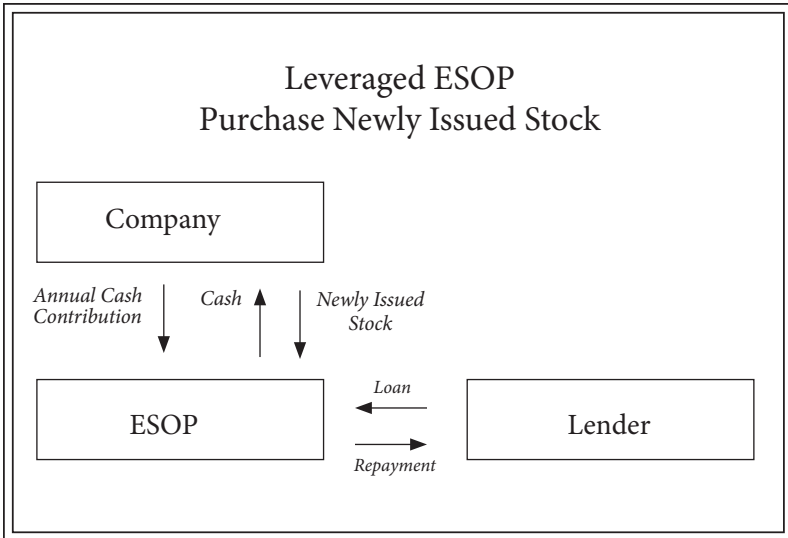 Leveraged ESOP
Purchase Newly Issued Stock
Company
Annual Cash
Contribution
Cash
Newly Issued
Stock
ESOP
Loan
Repayment
Lender